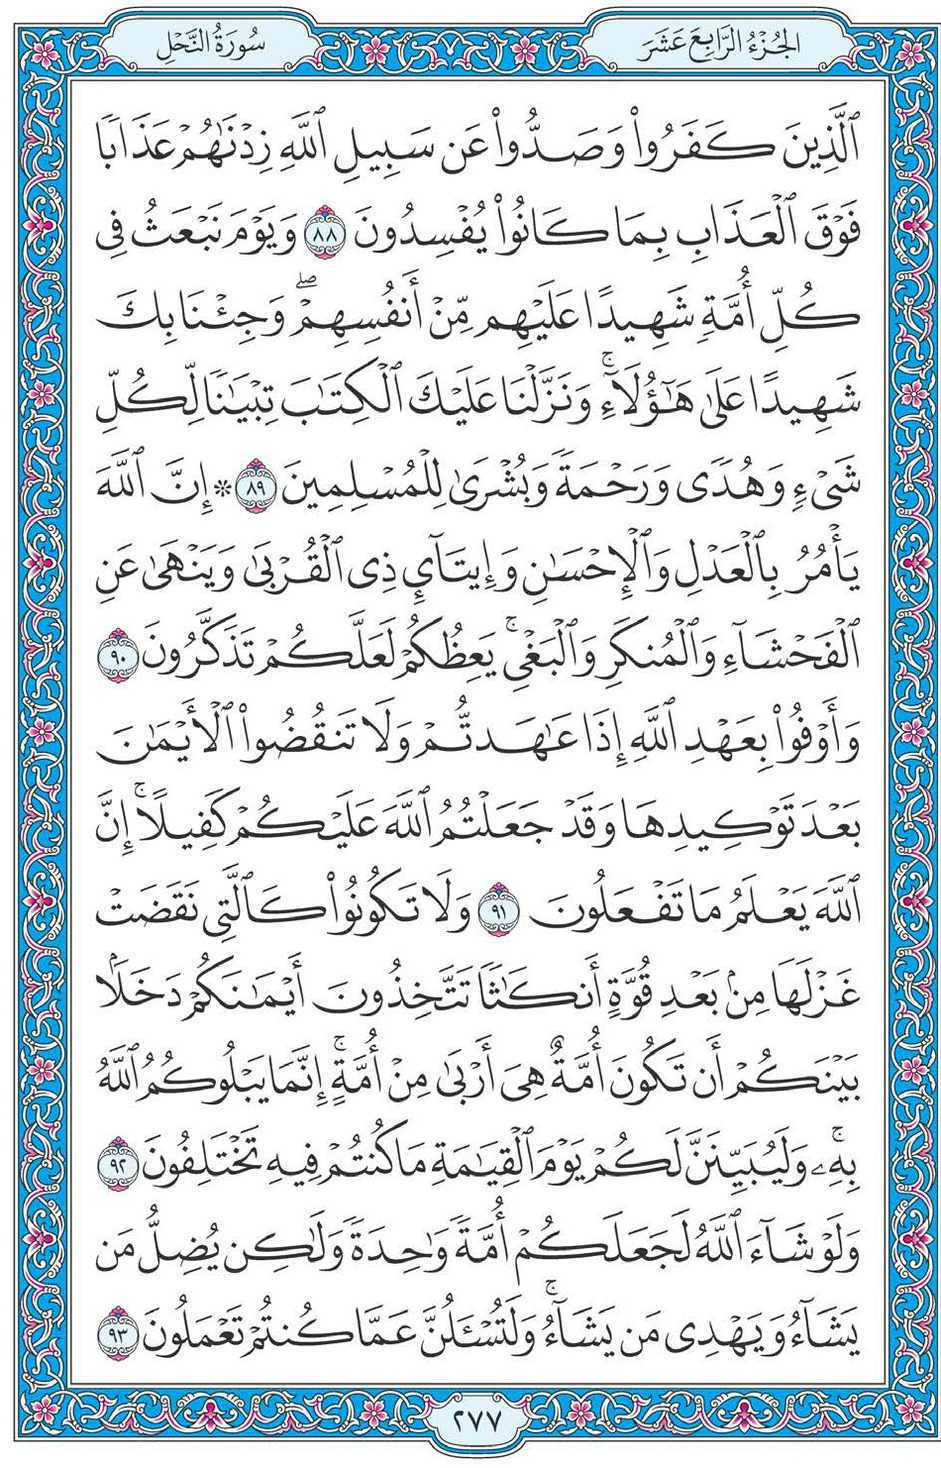 الجُزْءُ الرَّابِعَ عَشَرَ
سُورَةُ النَّحْلِ
ٱلَّذِينَ كَفَرُواْ وَصَدُّواْ عَن سَبِيلِ ٱللَّهِ زِدْنَٰهُمْ عَذَابٗا
فَوْقَ ٱلْعَذَابِ بِمَا كَانُواْ يُفْسِدُونَ ٨٨ وَيَوْمَ نَبْعَثُ فِي
كُلِّ أُمَّةٖ شَهِيدًا عَلَيْهِم مِّنْ أَنفُسِهِمْۖ وَجِئْنَا بِكَ
شَهِيدًا عَلَىٰ هَٰٓؤُلَآءِۚ وَنَزَّلْنَا عَلَيْكَ ٱلْكِتَٰبَ تِبْيَٰنٗا لِّكُلِّ
شَيْءٖ وَهُدٗى وَرَحْمَةٗ وَبُشْرَىٰ لِلْمُسْلِمِينَ ٨٩ * إِنَّ ٱللَّهَ
يَأْمُرُ بِٱلْعَدْلِ وَٱلْإِحْسَٰنِ وَإِيتَآيِٕ ذِي ٱلْقُرْبَىٰ وَيَنْهَىٰ عَنِ
ٱلْفَحْشَآءِ وَٱلْمُنكَرِ وَٱلْبَغْيِۚ يَعِظُكُمْ لَعَلَّكُمْ تَذَكَّرُونَ ٩٠
وَأَوْفُواْ بِعَهْدِ ٱللَّهِ إِذَا عَٰهَدتُّمْ وَلَا تَنقُضُواْ ٱلْأَيْمَٰنَ
بَعْدَ تَوْكِيدِهَا وَقَدْ جَعَلْتُمُ ٱللَّهَ عَلَيْكُمْ كَفِيلًاۚ إِنَّ
ٱللَّهَ يَعْلَمُ مَا تَفْعَلُونَ ٩١ وَلَا تَكُونُواْ كَٱلَّتِي نَقَضَتْ
غَزْلَهَا مِنۢ بَعْدِ قُوَّةٍ أَنكَٰثٗا تَتَّخِذُونَ أَيْمَٰنَكُمْ دَخَلَۢا
بَيْنَكُمْ أَن تَكُونَ أُمَّةٌ هِيَ أَرْبَىٰ مِنْ أُمَّةٍۚ إِنَّمَا يَبْلُوكُمُ ٱللَّهُ
بِهِۦۚ وَلَيُبَيِّنَنَّ لَكُمْ يَوْمَ ٱلْقِيَٰمَةِ مَا كُنتُمْ فِيهِ تَخْتَلِفُونَ ٩٢
وَلَوْ شَآءَ ٱللَّهُ لَجَعَلَكُمْ أُمَّةٗ وَٰحِدَةٗ وَلَٰكِن يُضِلُّ مَن
يَشَآءُ وَيَهْدِي مَن يَشَآءُۚ وَلَتُسْـَٔلُنَّ عَمَّا كُنتُمْ تَعْمَلُونَ ٩٣
٢٧٧